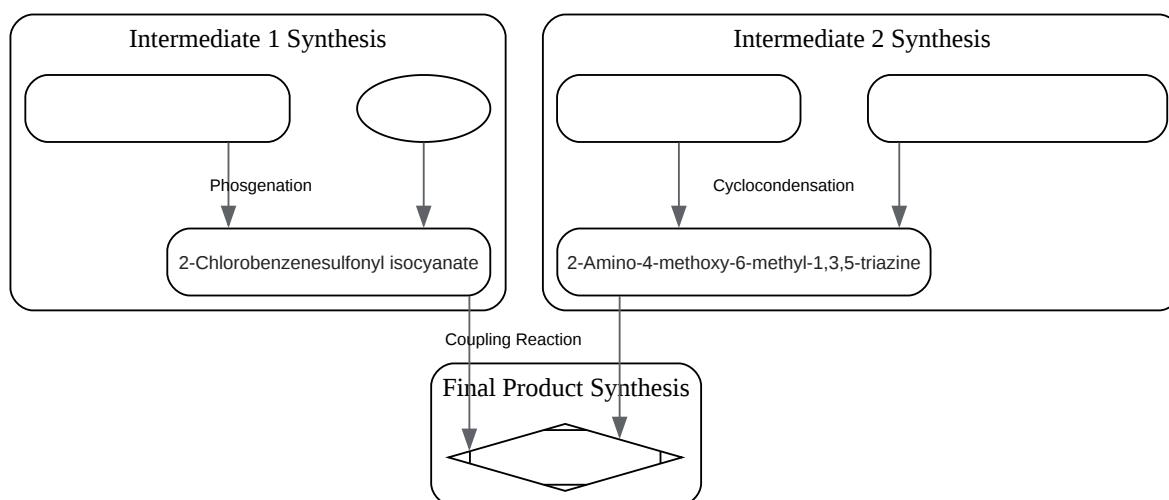 Intermediate 1 Synthesis
Intermediate 2 Synthesis
Phosgenation
Cyclocondensation
2-Chlorobenzenesulfonyl isocyanate
2-Amino-4-methoxy-6-methyl-1,3,5-triazine
Coupling Reaction
Final Product Synthesis